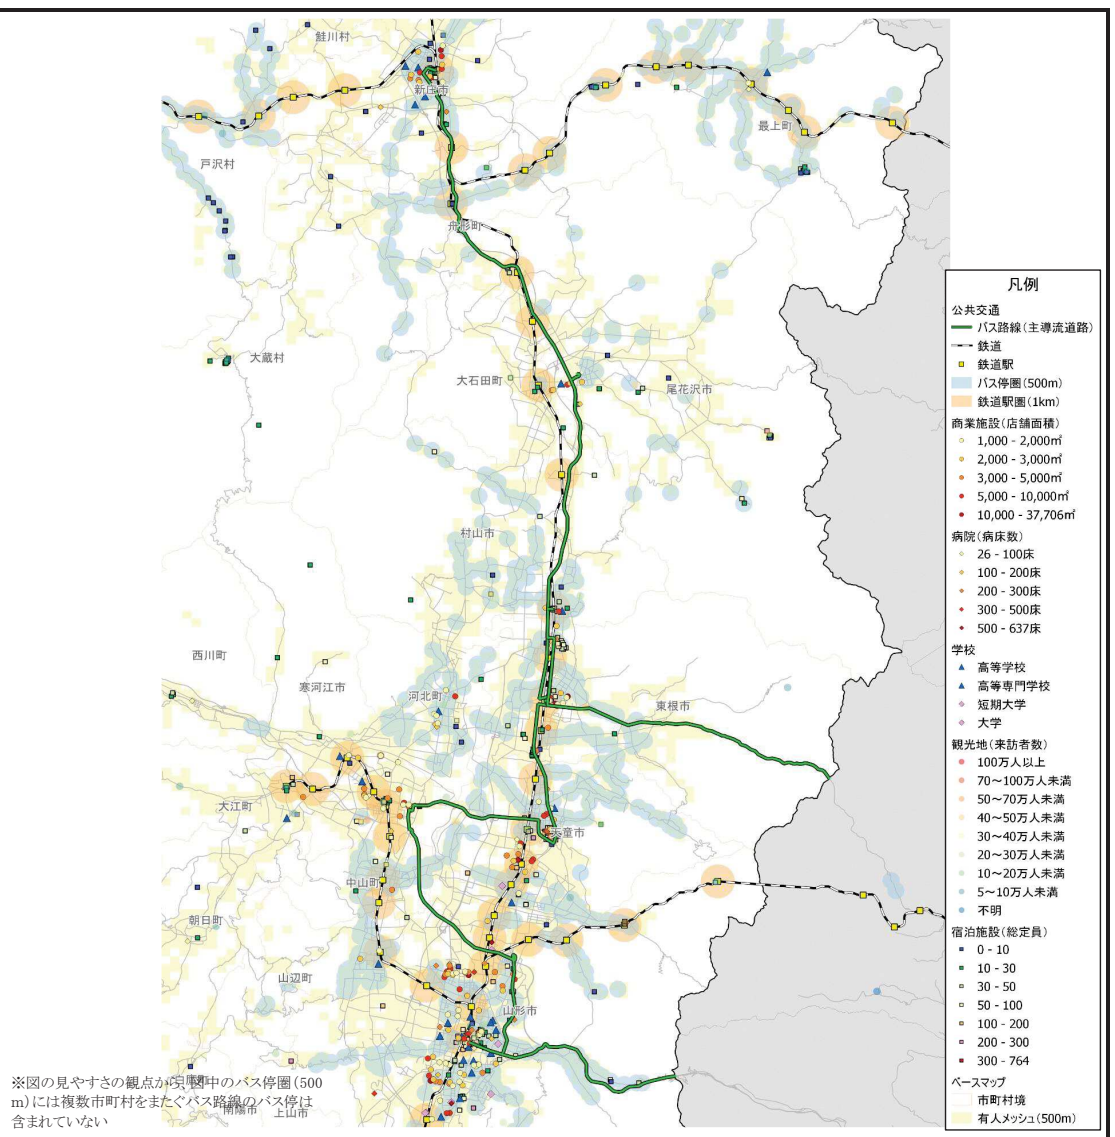 鮭川村
新庄市
最上町
戸沢村
舟形町
大蔵村
大石田町
尾花沢市
村山市
西川町
寒河江市
河北町
東根市
大江町
天童市
中山町
朝日町
山辺町
山形市
南陽市
上山市
※図の見やすさの観点から、図中のバス停圏(500
m)には複数市町村をまたぐバス路線のバス停は
含まれていない
凡例
公共交通
バス路線(主導流道路)
鉄道
鉄道駅
バス停圏(500m)
鉄道駅圏(1km)
商業施設(店舗面積)
1,000 - 2,000㎡
2,000 - 3,000㎡
3,000 - 5,000㎡
5,000 - 10,000㎡
10,000 - 37,706㎡
病院(病床数)
26 - 100床
100 - 200床
200 - 300床
300 - 500床
500 - 637床
学校
高等学校
高等専門学校
短期大学
大学
観光地(来訪者数)
100万人以上
70～100万人未満
50～70万人未満
40～50万人未満
30～40万人未満
20～30万人未満
10～20万人未満
5～10万人未満
不明
宿泊施設(総定員)
0 - 10
10 - 30
30 - 50
50 - 100
100 - 200
200 - 300
300 - 764
ベースマップ
市町村境
有人メッシュ(500m)